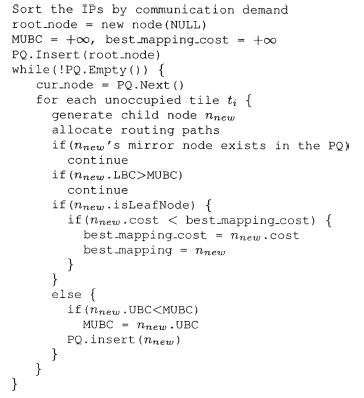 Sort the IPs by communication demand
root_node = new node(NULL)
MUBC = +∞, best_mapping_cost = +∞
PQ.Insert(root_node)
while(!PQ.Empty()) {
cur_node = PQ.Next()
for each unoccupied tile t_i {
generate child node n_new
allocate routing paths
if(n_new's mirror node exists in the PQ)
continue
if(n_new.LBC>MUBC)
continue
if(n_new.isLeafNode) {
if(n_new.cost < best_mapping_cost) {
best_mapping_cost = n_new.cost
best_mapping = n_new
}
}
else {
if(n_new.UBC<MUBC)
MUBC = n_new.UBC
PQ.insert(n_new)
}
}
}